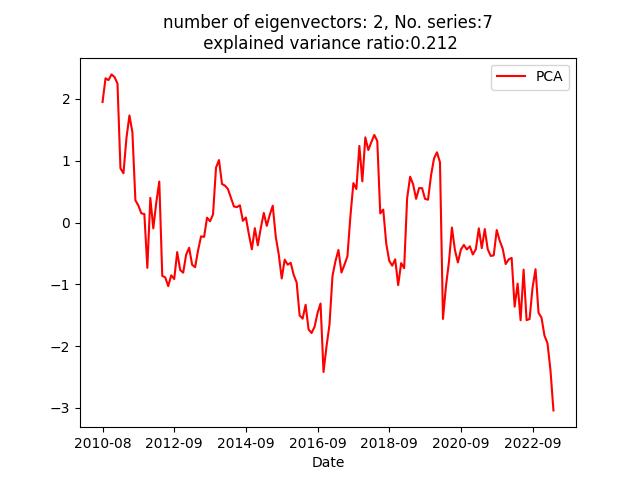 number of eigenvectors: 2, No. series:7
explained variance ratio:0.212
PCA
2
1
0
−1
−2
−3
2010-08 2012-09 2014-09 2016-09 2018-09 2020-09 2022-09
Date